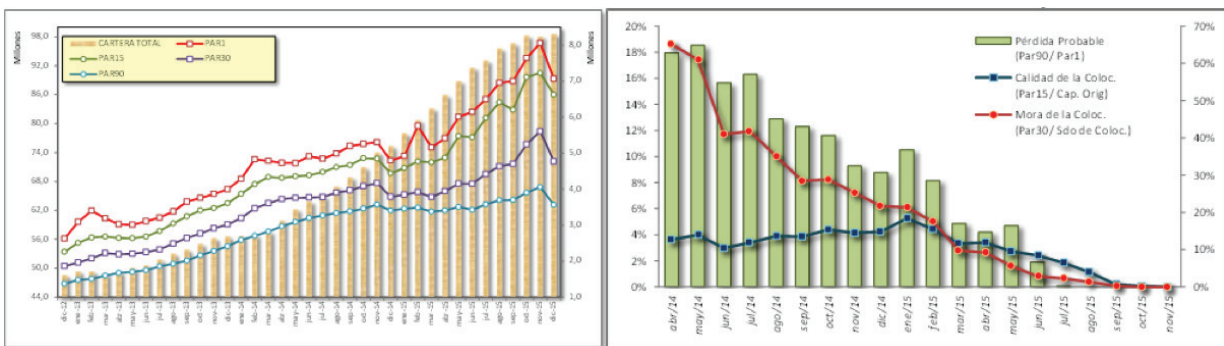 Millones
98,0
92,0
86,0
80,0
74,0
68,0
62,0
56,0
50,0
44,0
CARTERA TOTAL
PAR1
PAR15
PAR30
PAR90
Millones
8,0
7,0
6,0
5,0
4,0
3,0
2,0
1,0
dic-12
ene-13
feb-13
mar-13
abr-13
may-13
jun-13
jul-13
ago-13
sep-13
oct-13
nov-13
dic-13
ene-14
feb-14
mar-14
abr-14
may-14
jun-14
jul-14
ago-14
sep-14
oct-14
nov-14
dic-14
ene-15
feb-15
mar-15
abr-15
may-15
jun-15
jul-15
ago-15
sep-15
oct-15
nov-15
dic-15
20%
18%
16%
14%
12%
10%
8%
6%
4%
2%
0%
Pérdida Probable
(Par90/ Par1)
Calidad de la Coloc.
(Par15/ Cap. Orig)
Mora de la Coloc.
(Par30/ Sdo de Coloc.)
70%
60%
50%
40%
30%
20%
10%
0%
abr/14
may/14
jun/14
jul/14
ago/14
sep/14
oct/14
nov/14
dic/14
ene/15
feb/15
mar/15
abr/15
may/15
jun/15
jul/15
ago/15
sep/15
oct/15
nov/15